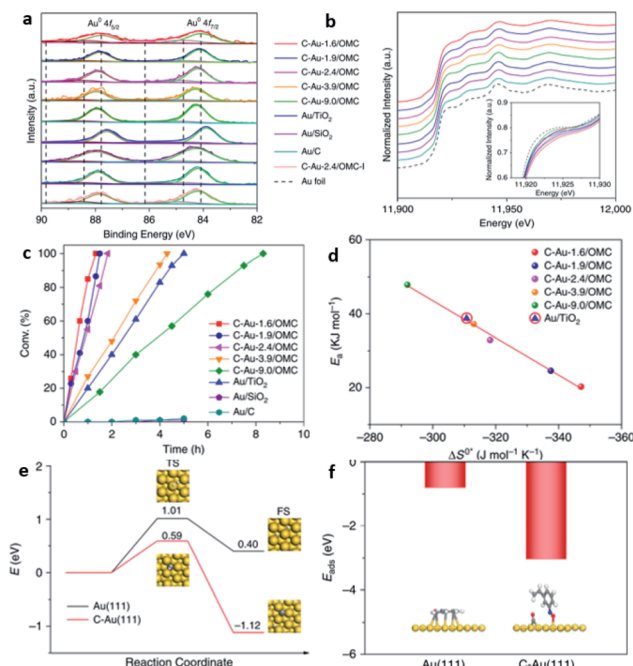 a
Au⁰ 4f₅/₂
Au⁰ 4f₇/₂
Intensity (a.u.)
C-Au-1.6/OMC
C-Au-1.9/OMC
C-Au-2.4/OMC
C-Au-3.9/OMC
C-Au-9.0/OMC
Au/TiO₂
Au/SiO₂
Au/C
C-Au-2.4/OMC-I
Au foil
90 88 86 84 82
Binding Energy (eV)
b
Normalized Intensity (a.u.)
Normalized Intensity (a.u.)
0.8
0.7
0.6
11,920 11,925 11,930
Energy (eV)
11,900 11,950 12,000
Energy (eV)
c
Conv. (%)
100
80
60
40
20
0
C-Au-1.6/OMC
C-Au-1.9/OMC
C-Au-2.4/OMC
C-Au-3.9/OMC
C-Au-9.0/OMC
Au/TiO₂
Au/SiO₂
Au/C
0 2 4 6 8 10
Time (h)
d
Eₐ (KJ mol⁻¹)
60
40
20
C-Au-1.6/OMC
C-Au-1.9/OMC
C-Au-2.4/OMC
C-Au-3.9/OMC
C-Au-9.0/OMC
Au/TiO₂
−280 −300 −320 −340 −360
ΔS⁰* (J mol⁻¹ K⁻¹)
e
E (eV)
2
1
0
−1
TS
1.01
0.59
FS
0.40
−1.12
Au(111)
C-Au(111)
Reaction Coordinate
f
E_ads (eV)
0
−2
−4
−6
Au(111) C-Au(111)